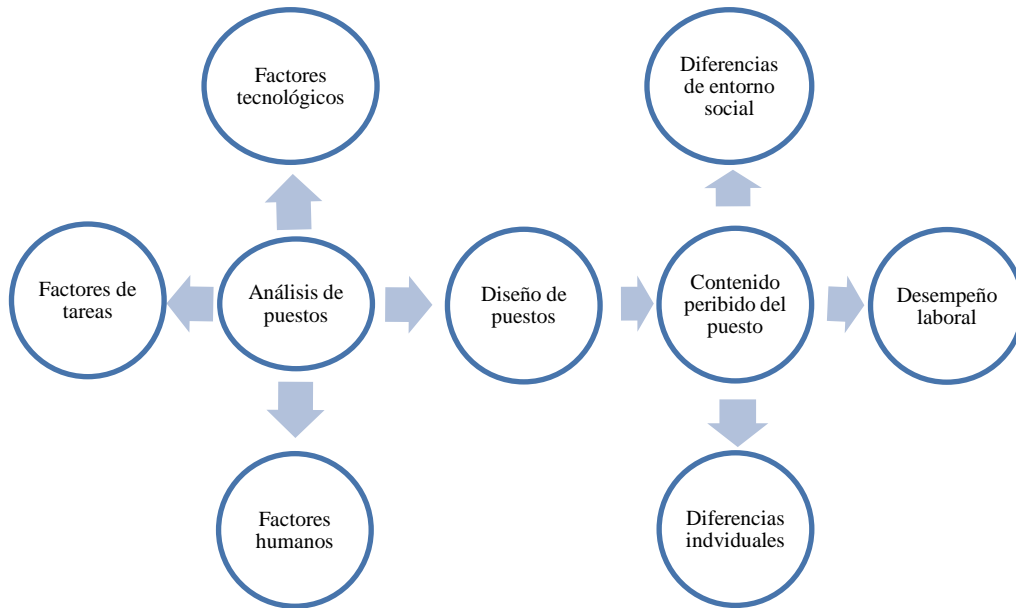 Factores
tecnológicos
Diferencias
de entorno
social
Factores de
tareas
Análisis de
puestos
Diseño de
puestos
Contenido
peribido del
puesto
Desempeño
laboral
Factores
humanos
Diferencias
indviduales